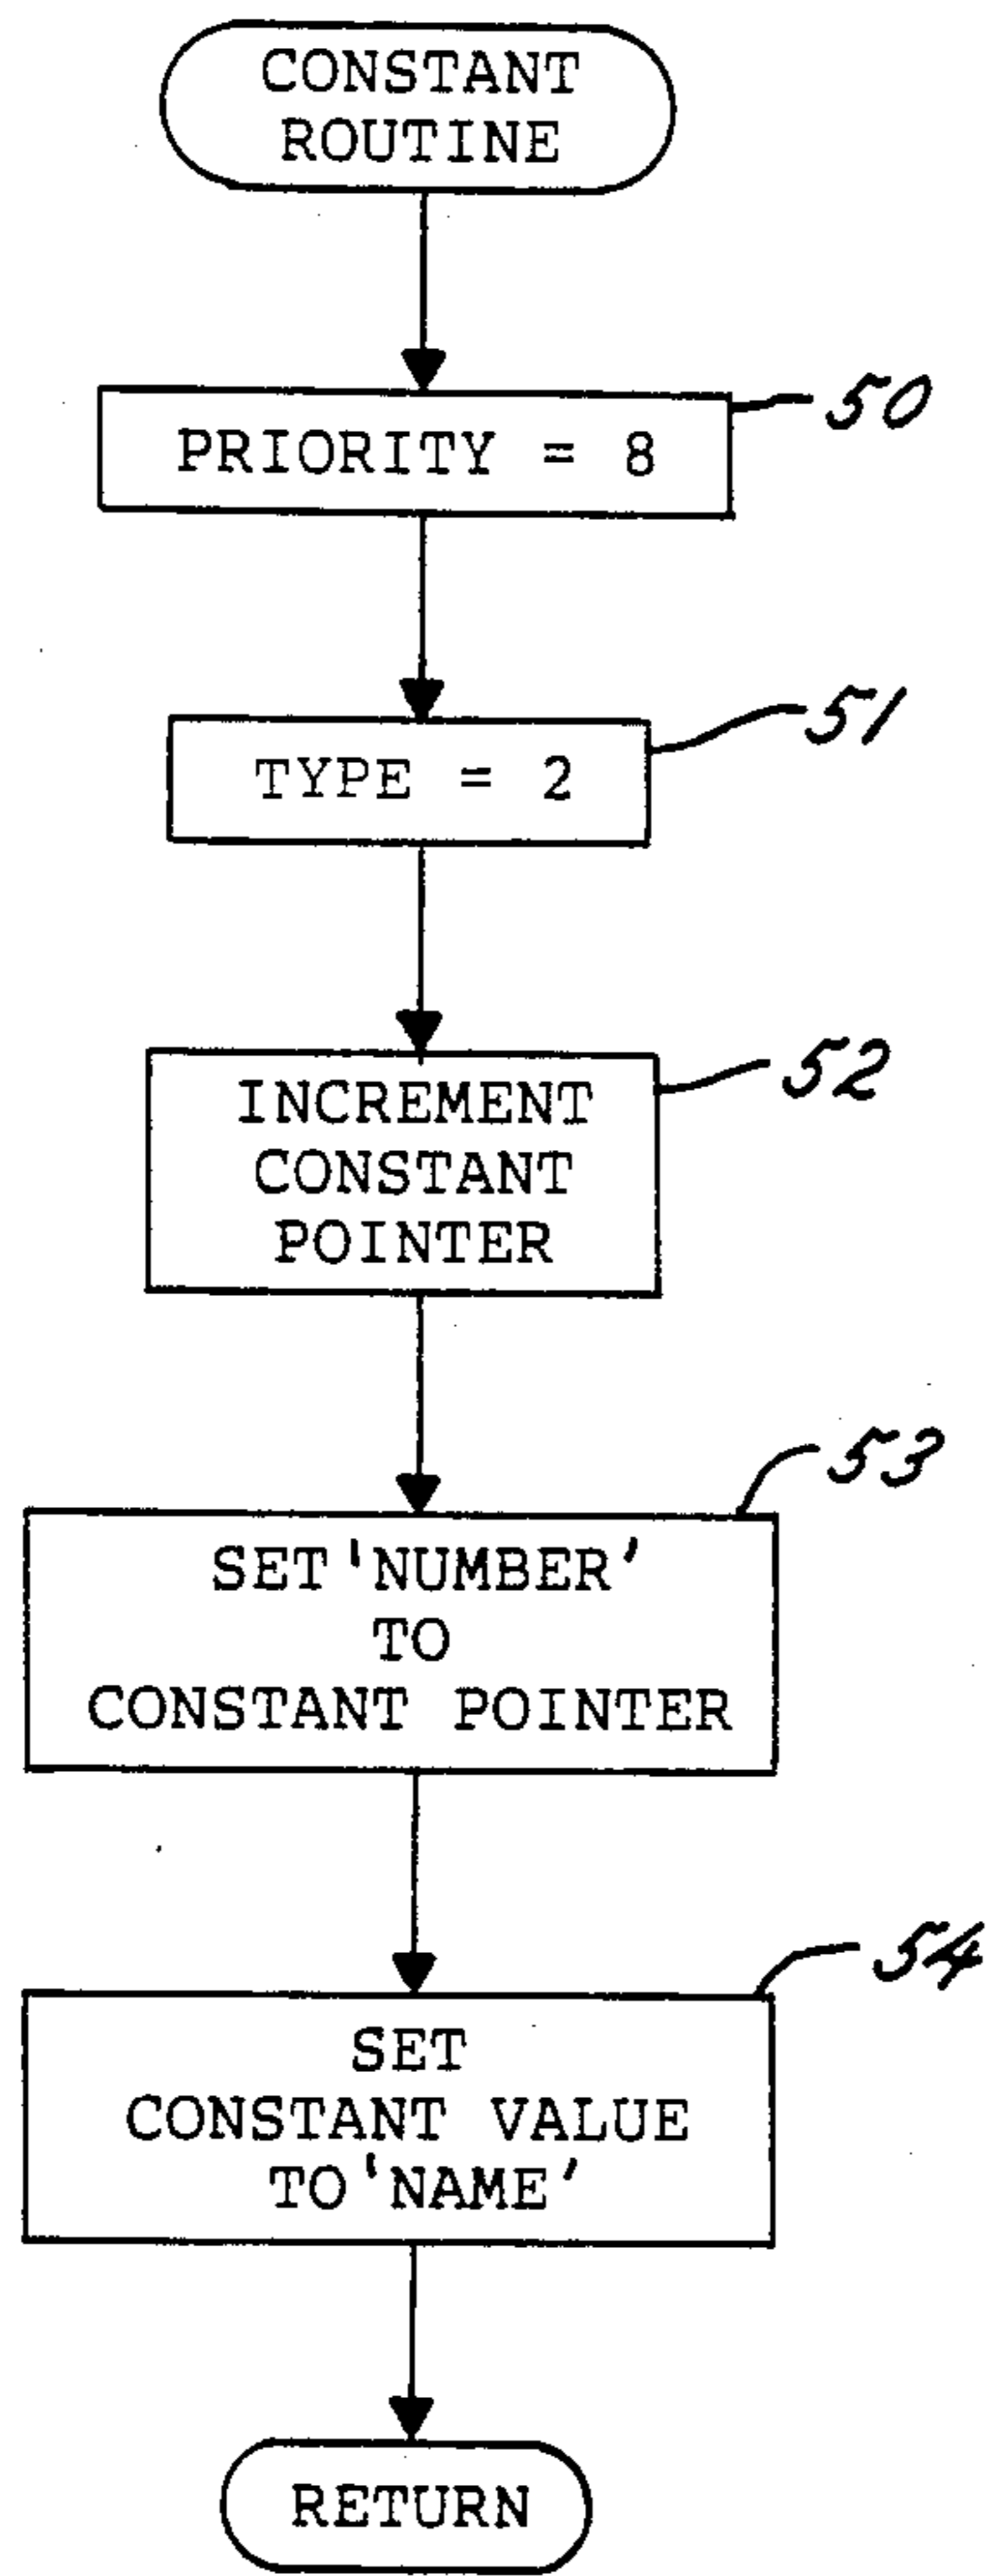 CONSTANT
ROUTINE
50
PRIORITY = 8
51
TYPE = 2
52
INCREMENT
CONSTANT
POINTER
53
SET 'NUMBER'
TO
CONSTANT POINTER
54
SET
CONSTANT VALUE
TO 'NAME'
RETURN